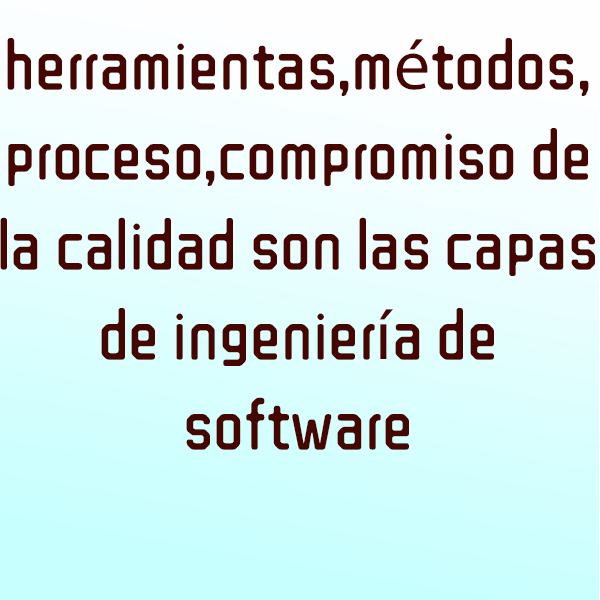 herramientas,métodos,
proceso,compromiso de
la calidad son las capas
de ingeniería de
software